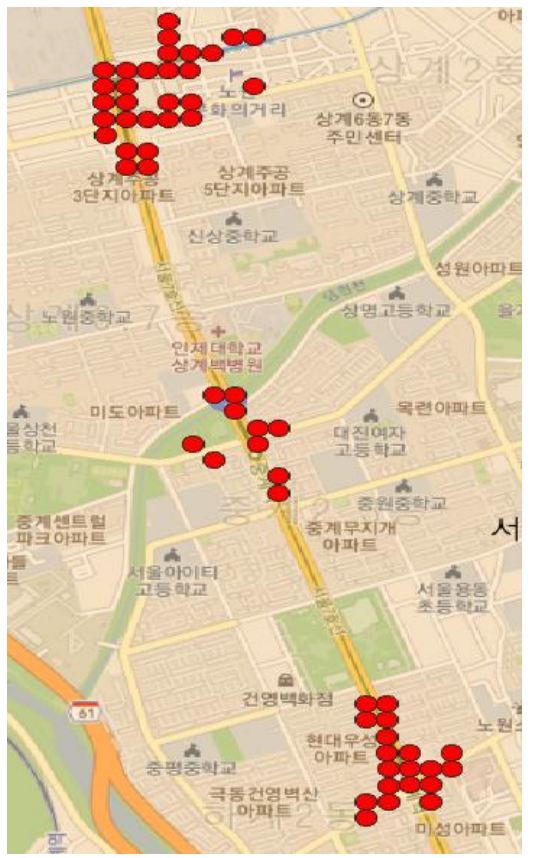 상계2동
문화의거리
상계6동7동
주민센터
상계주공
3단지아파트
상계주공
5단지아파트
상계중학교
신상중학교
성원아파트
노원중학교
상명고등학교
인제대학교
상계백병원
미도아파트
목련아파트
대진여자
고등학교
중원중학교
중계센트럴
파크아파트
중계무지개
아파트
서
서울아이티
고등학교
서울용동
초등학교
서울7호선
건영백화점
61
현대우성
아파트
중평중학교
극동건영벽산
아파트
미성아파트